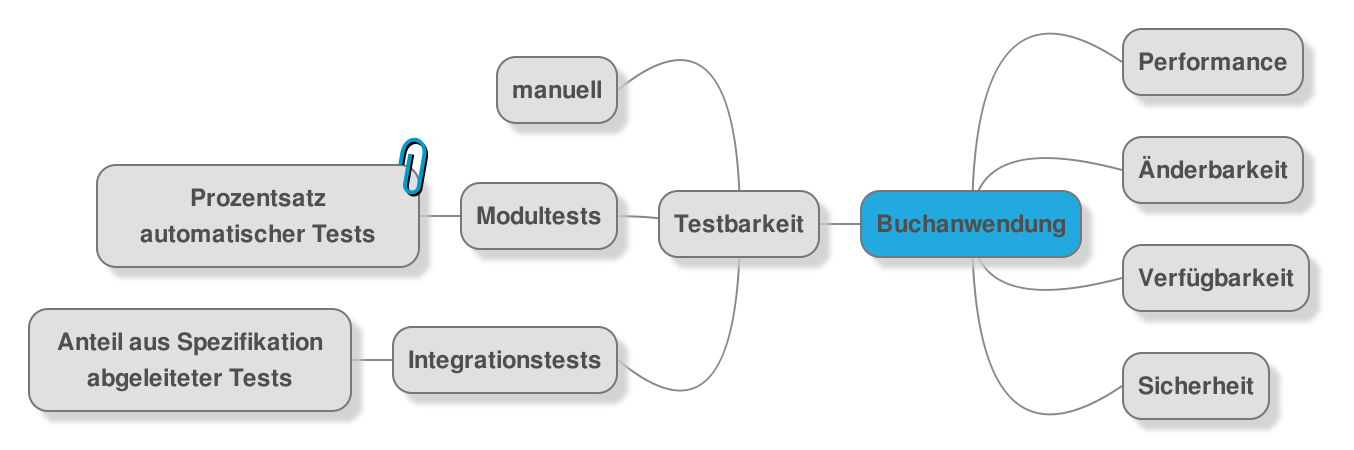 manuell
Prozentsatz
automatischer Tests
Modultests
Testbarkeit
Anteil aus Spezifikation
abgeleiteter Tests
Integrationstests
Buchanwendung
Performance
Änderbarkeit
Verfügbarkeit
Sicherheit